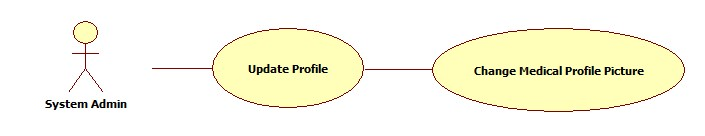 Update Profile
Change Medical Profile Picture
System Admin